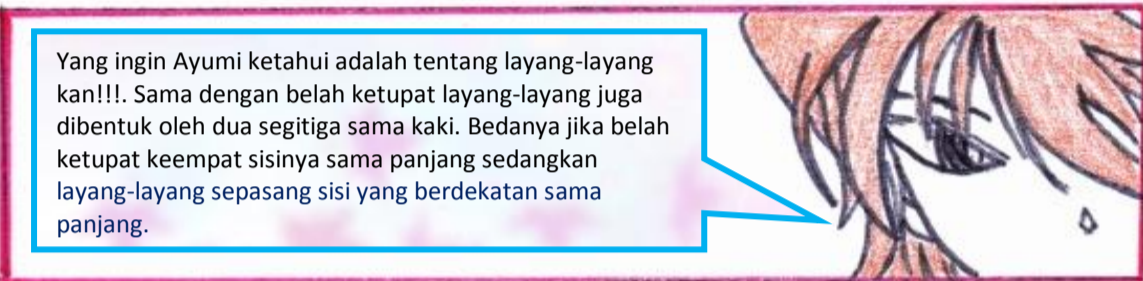 Yang ingin Ayumi ketahui adalah tentang layang-layang
kan!!!. Sama dengan belah ketupat layang-layang juga
dibentuk oleh dua segitiga sama kaki. Bedanya jika belah
ketupat keempat sisinya sama panjang sedangkan
layang-layang sepasang sisi yang berdekatan sama
panjang.